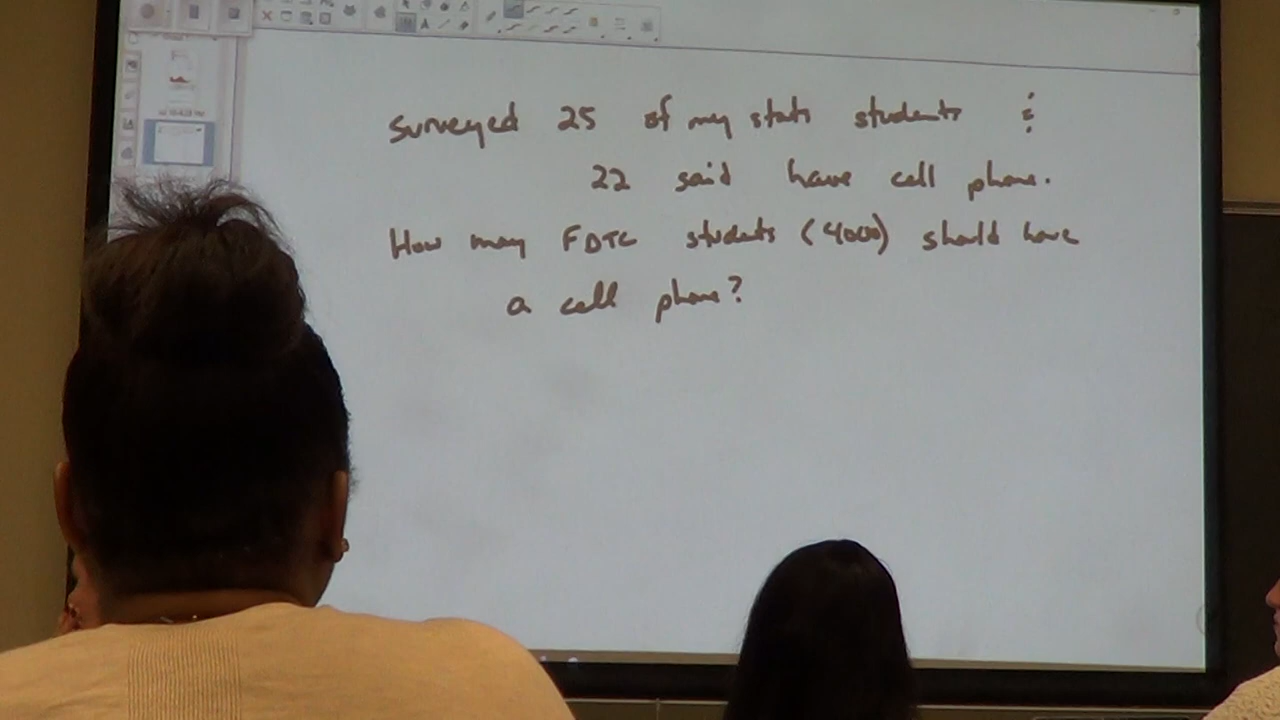 Surveyed 25 of my stats students &
22 said have cell phone.
How many FDTC students (4000) should have
a cell phone?